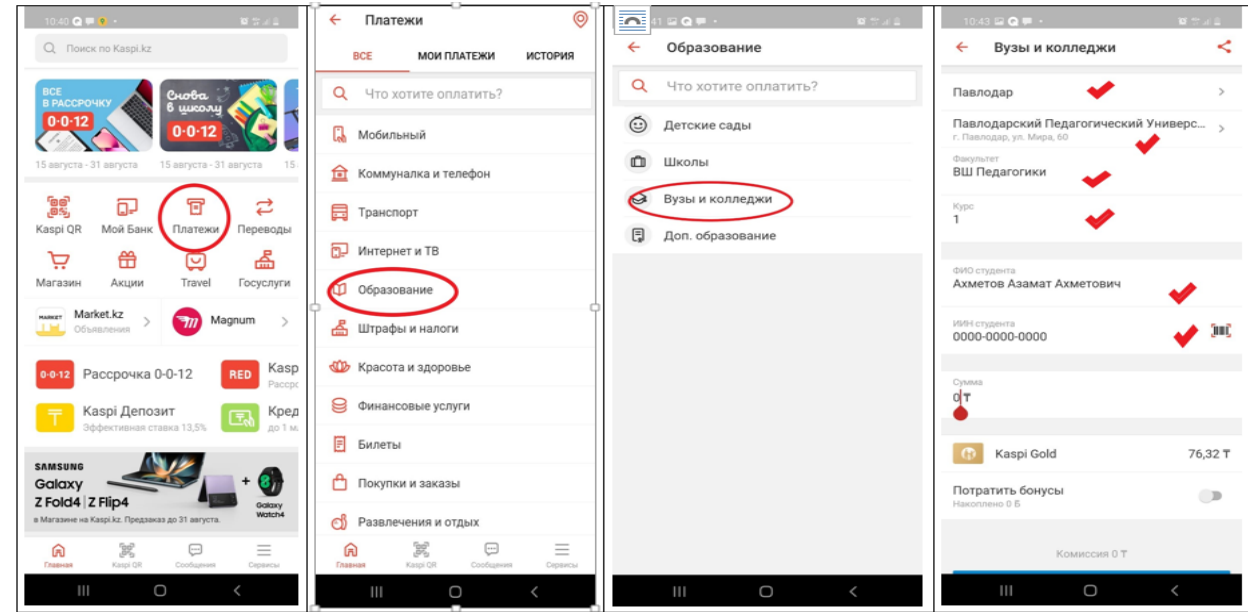 10:40
Поиск по Kaspi.kz
ВСЕ
В РАССРОЧКУ
0·0·12
Снова
в школу
0·0·12
15 августа - 31 августа
15 августа - 31 августа
15
Kaspi QR
Мой Банк
Платежи
Переводы
Магазин
Акции
Travel
Госуслуги
MARKET
Market.kz
Объявления
m
Magnum
0·0·12
Рассрочка 0-0-12
RED
Kasp
Рассрс
Kaspi Депозит
Эффективная ставка 13,5%
Кред
до 1 м
SAMSUNG
Galaxy
Z Fold4 | Z Flip4
в Магазине на Kaspi.kz. Предзаказ до 31 августа.
+
Galaxy
Watch4
Главная
Kaspi QR
Сообщения
Сервисы
Платежи
ВСЕ
МОИ ПЛАТЕЖИ
ИСТОРИЯ
Что хотите оплатить?
Мобильный
Коммуналка и телефон
Транспорт
Интернет и ТВ
Образование
Штрафы и налоги
Красота и здоровье
Финансовые услуги
Билеты
Покупки и заказы
Развлечения и отдых
Главная
Kaspi QR
Сообщения
Сервисы
41
Образование
Что хотите оплатить?
Детские сады
Школы
Вузы и колледжи
Доп. образование
10:43
Вузы и колледжи
Павлодар
Павлодарский Педагогический Универс...
г. Павлодар, ул. Мира, 60
Факультет
ВШ Педагогики
Курс
1
ФИО студента
Ахметов Азамат Ахметович
ИИН студента
0000-0000-0000
Сумма
0 ₸
Kaspi Gold
76,32 ₸
Потратить бонусы
Накоплено 0 Б
Комиссия 0 ₸